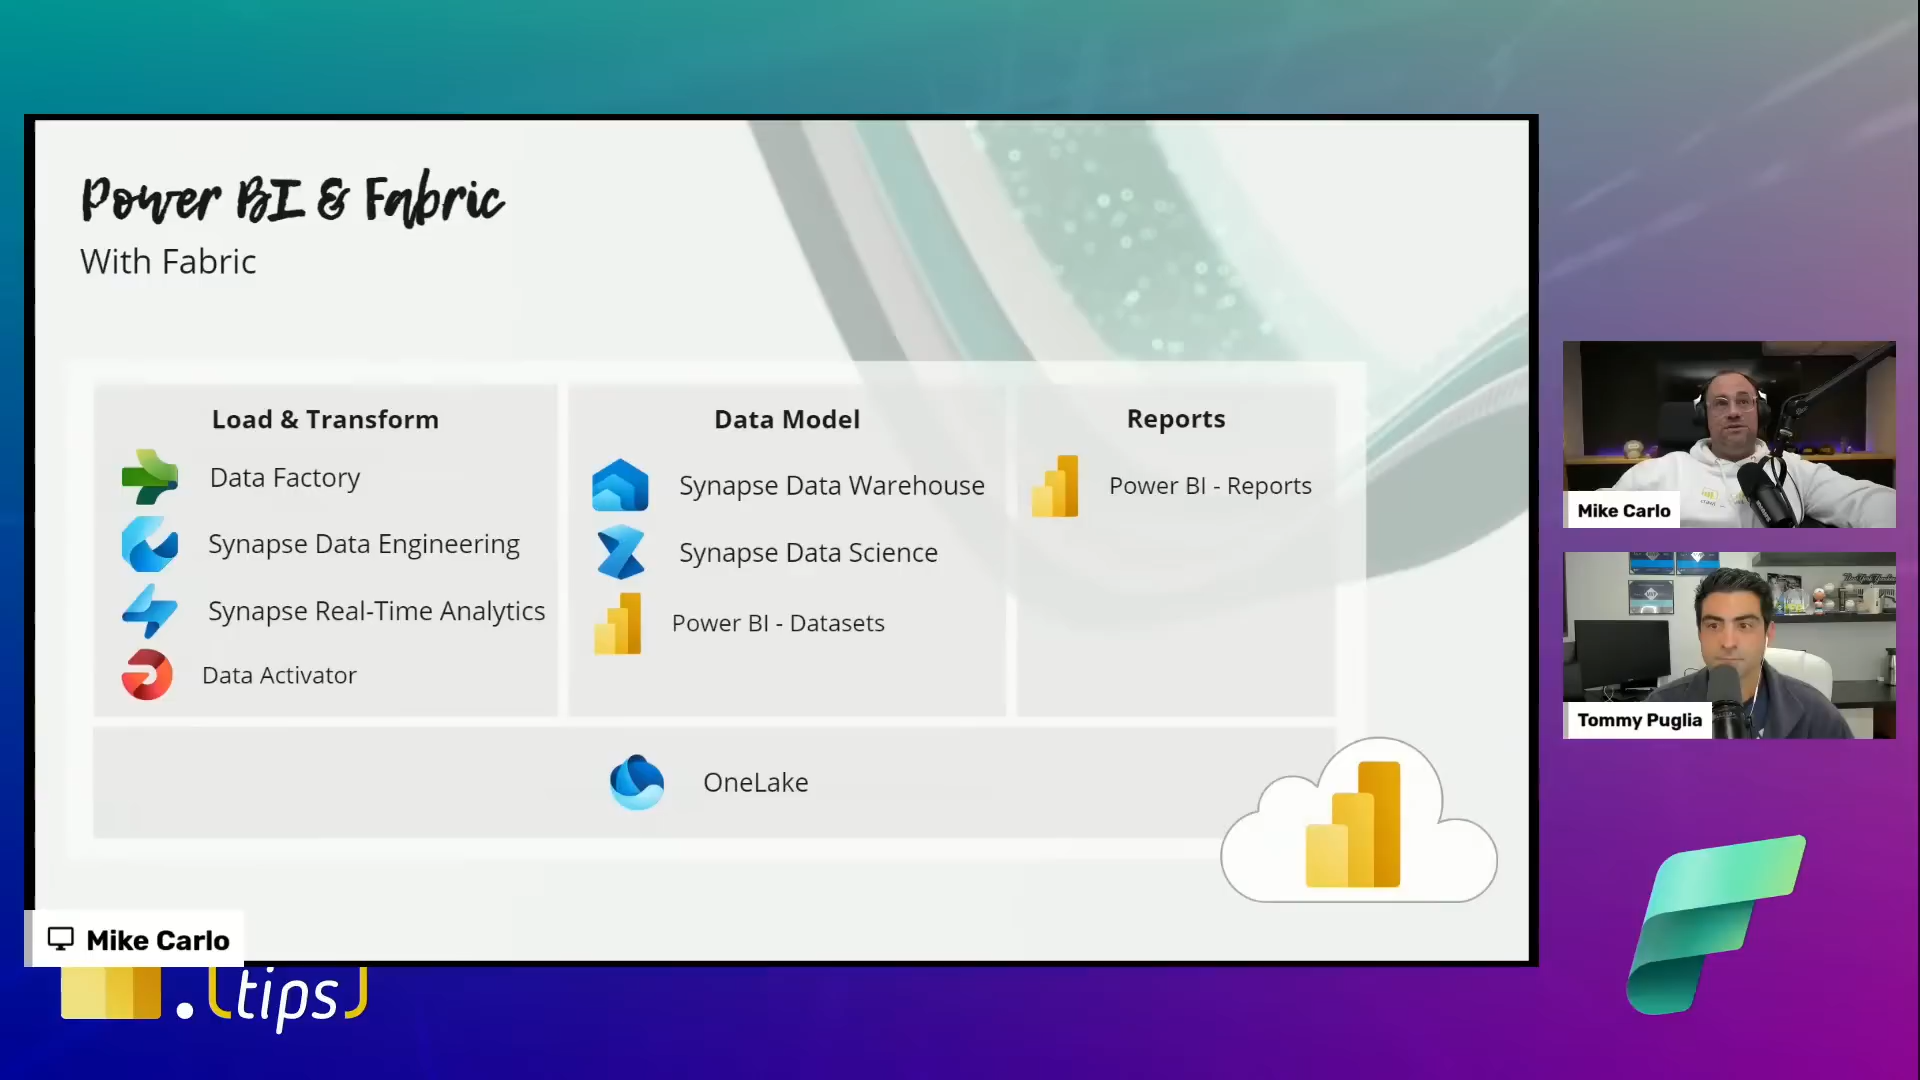 Power BI & Fabric
With Fabric
Load & Transform
Data Factory
Synapse Data Engineering
Synapse Real-Time Analytics
Data Activator
Data Model
Synapse Data Warehouse
Synapse Data Science
Power BI - Datasets
Reports
Power BI - Reports
OneLake
Mike Carlo
Tommy Puglia
Mike Carlo
.tips